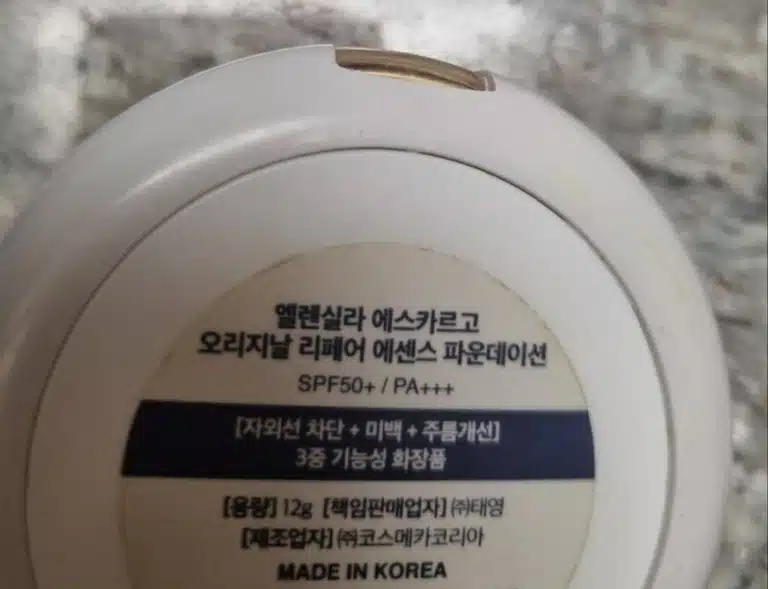 엘렌실라 에스카르고
오리지날 리페어 에센스 파운데이션
SPF50+ / PA+++
[자외선 차단 + 미백 + 주름개선]
3중 기능성 화장품
[용량] 12g [책임판매업자] ㈜태영
[제조업자] ㈜코스메카코리아
MADE IN KOREA